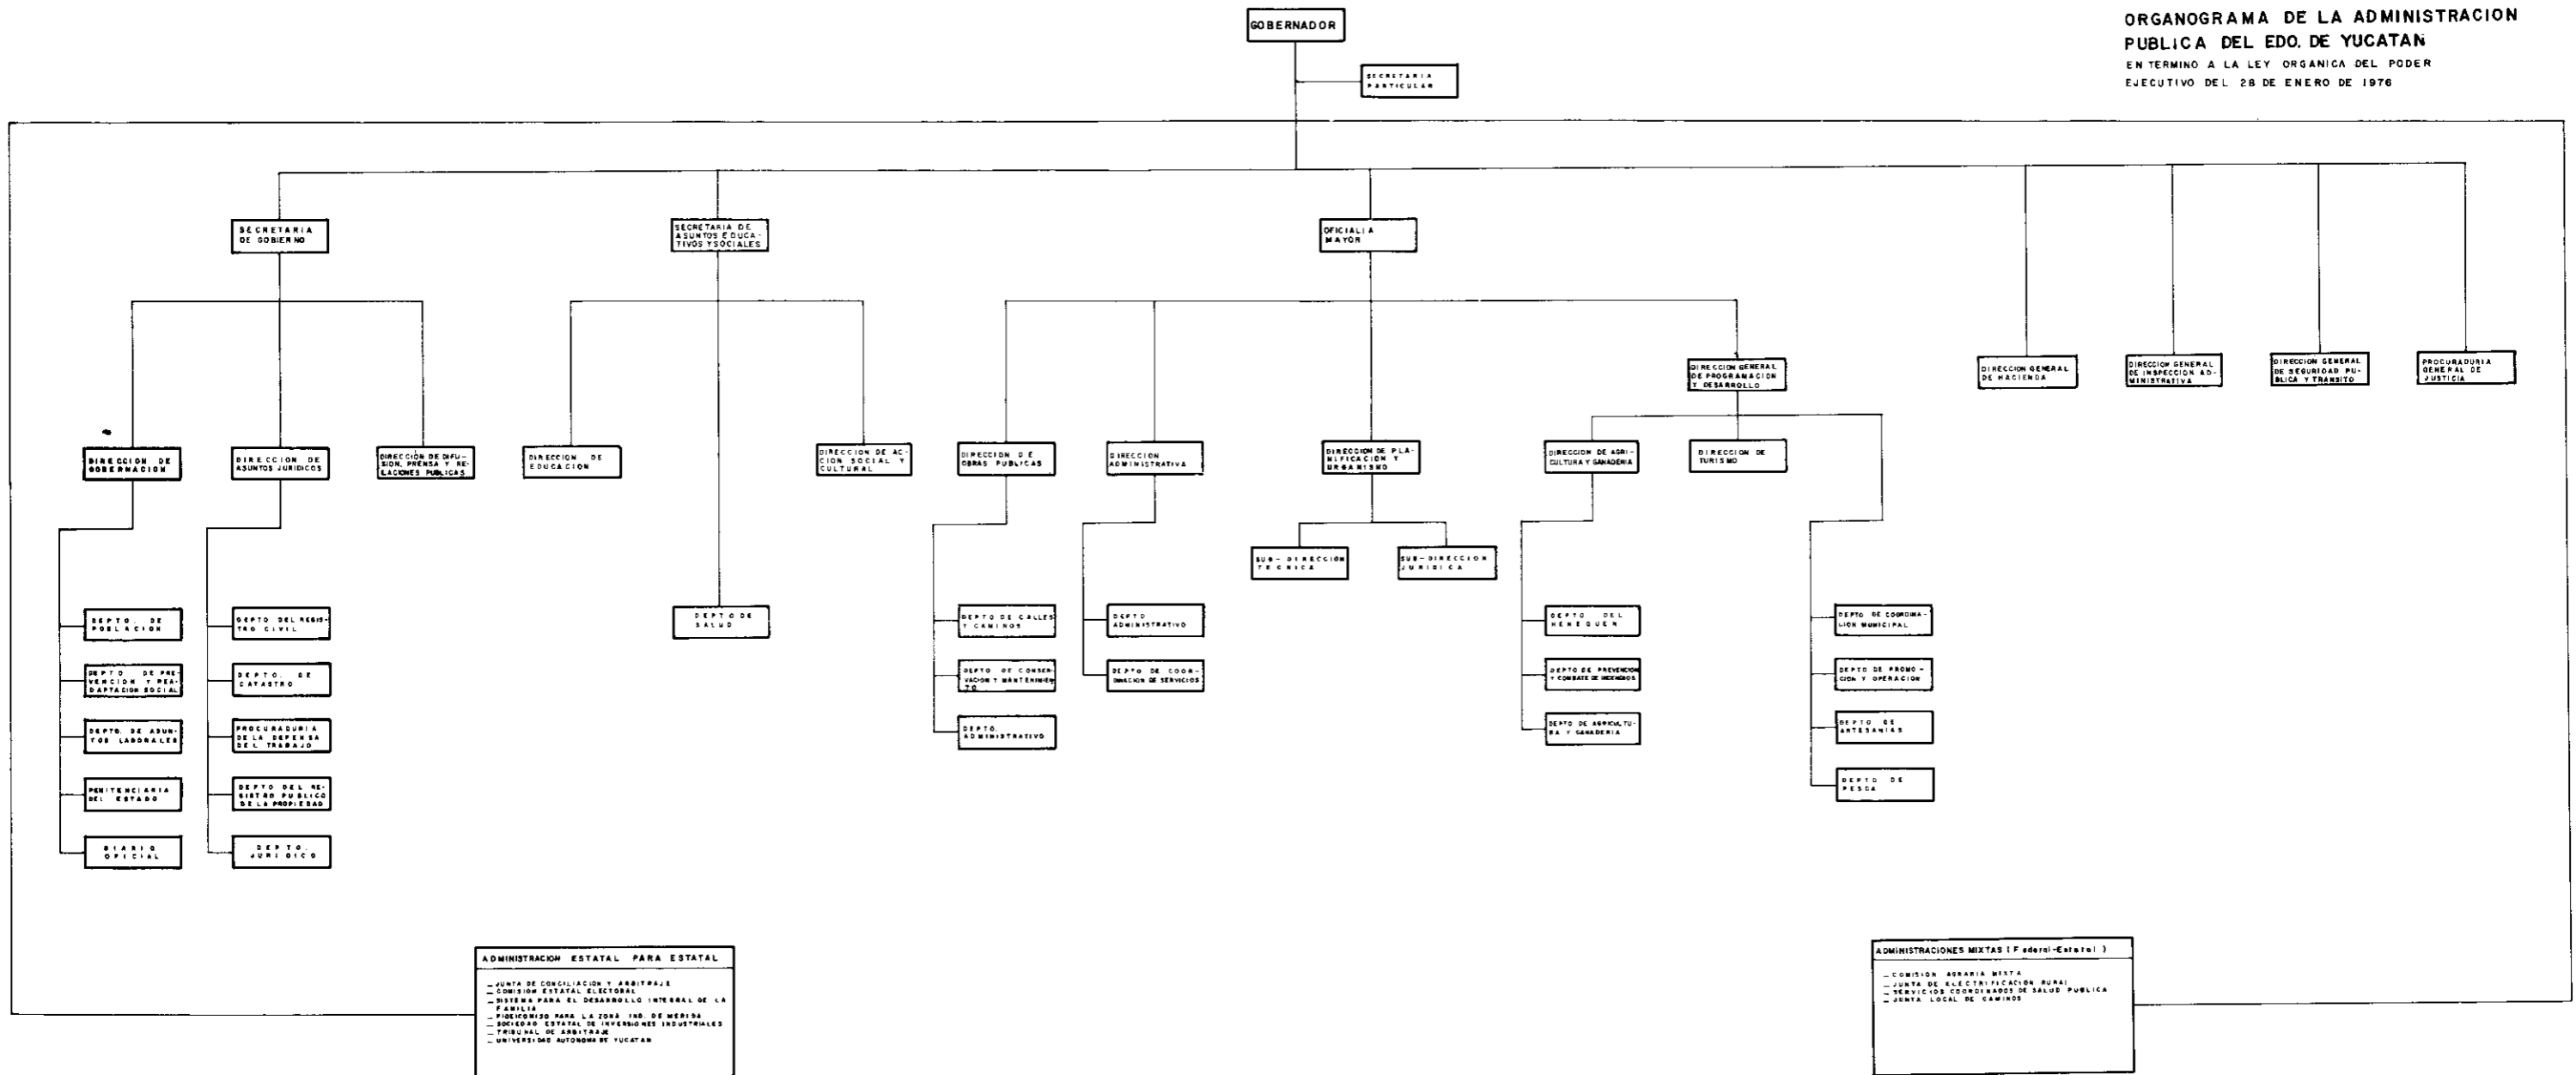 ORGANOGRAMA DE LA ADMINISTRACION
PUBLICA DEL EDO. DE YUCATAN
EN TERMINO A LA LEY ORGANICA DEL PODER
EJECUTIVO DEL 28 DE ENERO DE 1976
GOBERNADOR
SECRETARIA
PARTICULAR
SECRETARIA
DE GOBIERNO
SECRETARIA DE
ASUNTOS EDUCA-
TIVOS Y SOCIALES
OFICIALIA
MAYOR
DIRECCION GENERAL
DE PROGRAMACION
Y DESARROLLO
DIRECCION GENERAL
DE HACIENDA
DIRECCION GENERAL
DE INSPECCION AD-
MINISTRATIVA
DIRECCION GENERAL
DE SEGURIDAD PU-
BLICA Y TRANSITO
PROCURADURIA
GENERAL DE
JUSTICIA
DIRECCION DE
GOBERNACION
DIRECCION DE
ASUNTOS JURIDICOS
DIRECCION DE DIFU-
SION, PRENSA Y RE-
LACIONES PUBLICAS
DIRECCION DE
EDUCACION
DIRECCION DE AC-
CION SOCIAL Y
CULTURAL
DIRECCION DE
OBRAS PUBLICAS
DIRECCION
ADMINISTRATIVA
DIRECCION DE PLA-
NIFICACION Y
URBANISMO
DIRECCION DE AGRI-
CULTURA Y GANADERIA
DIRECCION DE
TURISMO
SUB-DIRECCION
TECNICA
SUB-DIRECCION
JURIDICA
DEPTO. DE
POBLACION
DEPTO. DE PRE-
VENCION Y REA-
DAPTACION SOCIAL
DEPTO. DE ASUN-
TOS LABORALES
PENITENCIARIA
DEL ESTADO
DIARIO
OFICIAL
DEPTO. DEL REGIS-
TRO CIVIL
DEPTO. DE
CATASTRO
PROCURADURIA
DE LA DEFENSA
DEL TRABAJO
DEPTO DEL RE-
GISTRO PUBLICO
DE LA PROPIEDAD
DEPTO.
JURIDICO
DEPTO DE
SALUD
DEPTO DE CALLES
Y CAMINOS
DEPTO. DE CONSER-
VACION Y MANTENIMIEN-
TO
DEPTO.
ADMINISTRATIVO
DEPTO
ADMINISTRATIVO
DEPTO DE COOR-
DINACION DE SERVICIOS
DEPTO DEL
HENEQUEN
DEPTO DE PREVENCION
Y COMBATE DE INCENDIOS
DEPTO DE AGRICULTU-
RA Y GANADERIA
DEPTO DE COORDINA-
CION MUNICIPAL
DEPTO DE PROMO-
CION Y OPERACION
DEPTO DE
ARTESANIAS
DEPTO DE
PESCA
ADMINISTRACION ESTATAL PARA ESTATAL
— JUNTA DE CONCILIACION Y ARBITRAJE
— COMISION ESTATAL ELECTORAL
— SISTEMA PARA EL DESARROLLO INTEGRAL DE LA
FAMILIA
— FIDEICOMISO PARA LA ZONA IND. DE MERIDA
— SOCIEDAD ESTATAL DE INVERSIONES INDUSTRIALES
— TRIBUNAL DE ARBITRAJE
— UNIVERSIDAD AUTONOMA DE YUCATAN
ADMINISTRACIONES MIXTAS (Federal-Estatal)
— COMISION AGRARIA MIXTA
— JUNTA DE ELECTRIFICACION RURAL
— SERVICIOS COORDINADOS DE SALUD PUBLICA
— JUNTA LOCAL DE CAMINOS